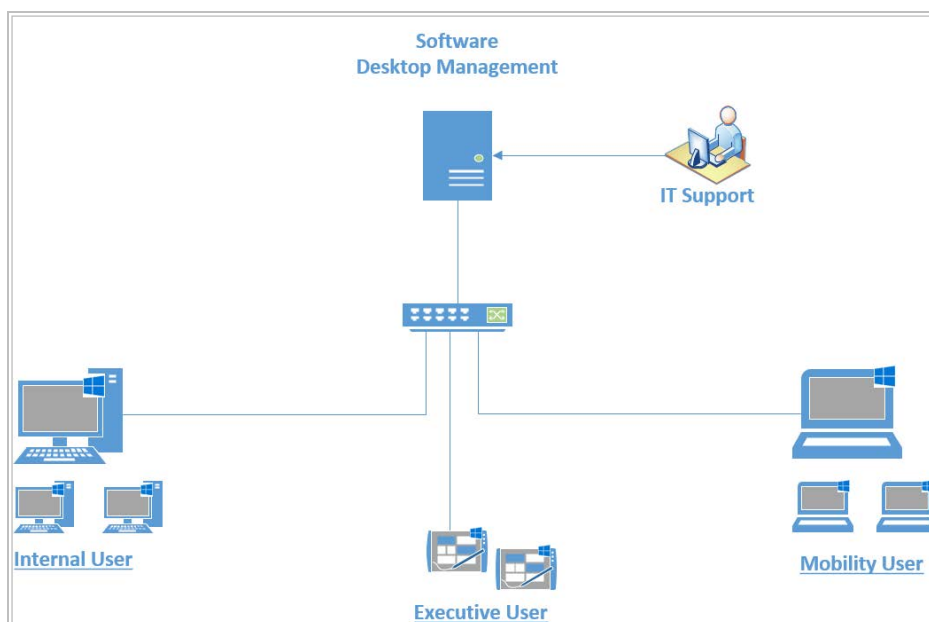 Software
Desktop Management
IT Support
Internal User
Mobility User
Executive User